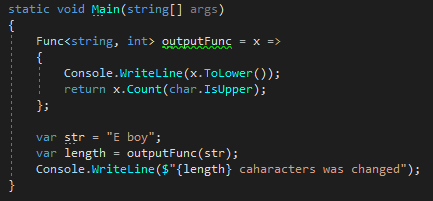 static void Main(string[] args)
{
Func<string, int> outputFunc = x =>
{
Console.WriteLine(x.ToLower());
return x.Count(char.IsUpper);
};
var str = "E boy";
var length = outputFunc(str);
Console.WriteLine($"{length} caharacters was changed");
}